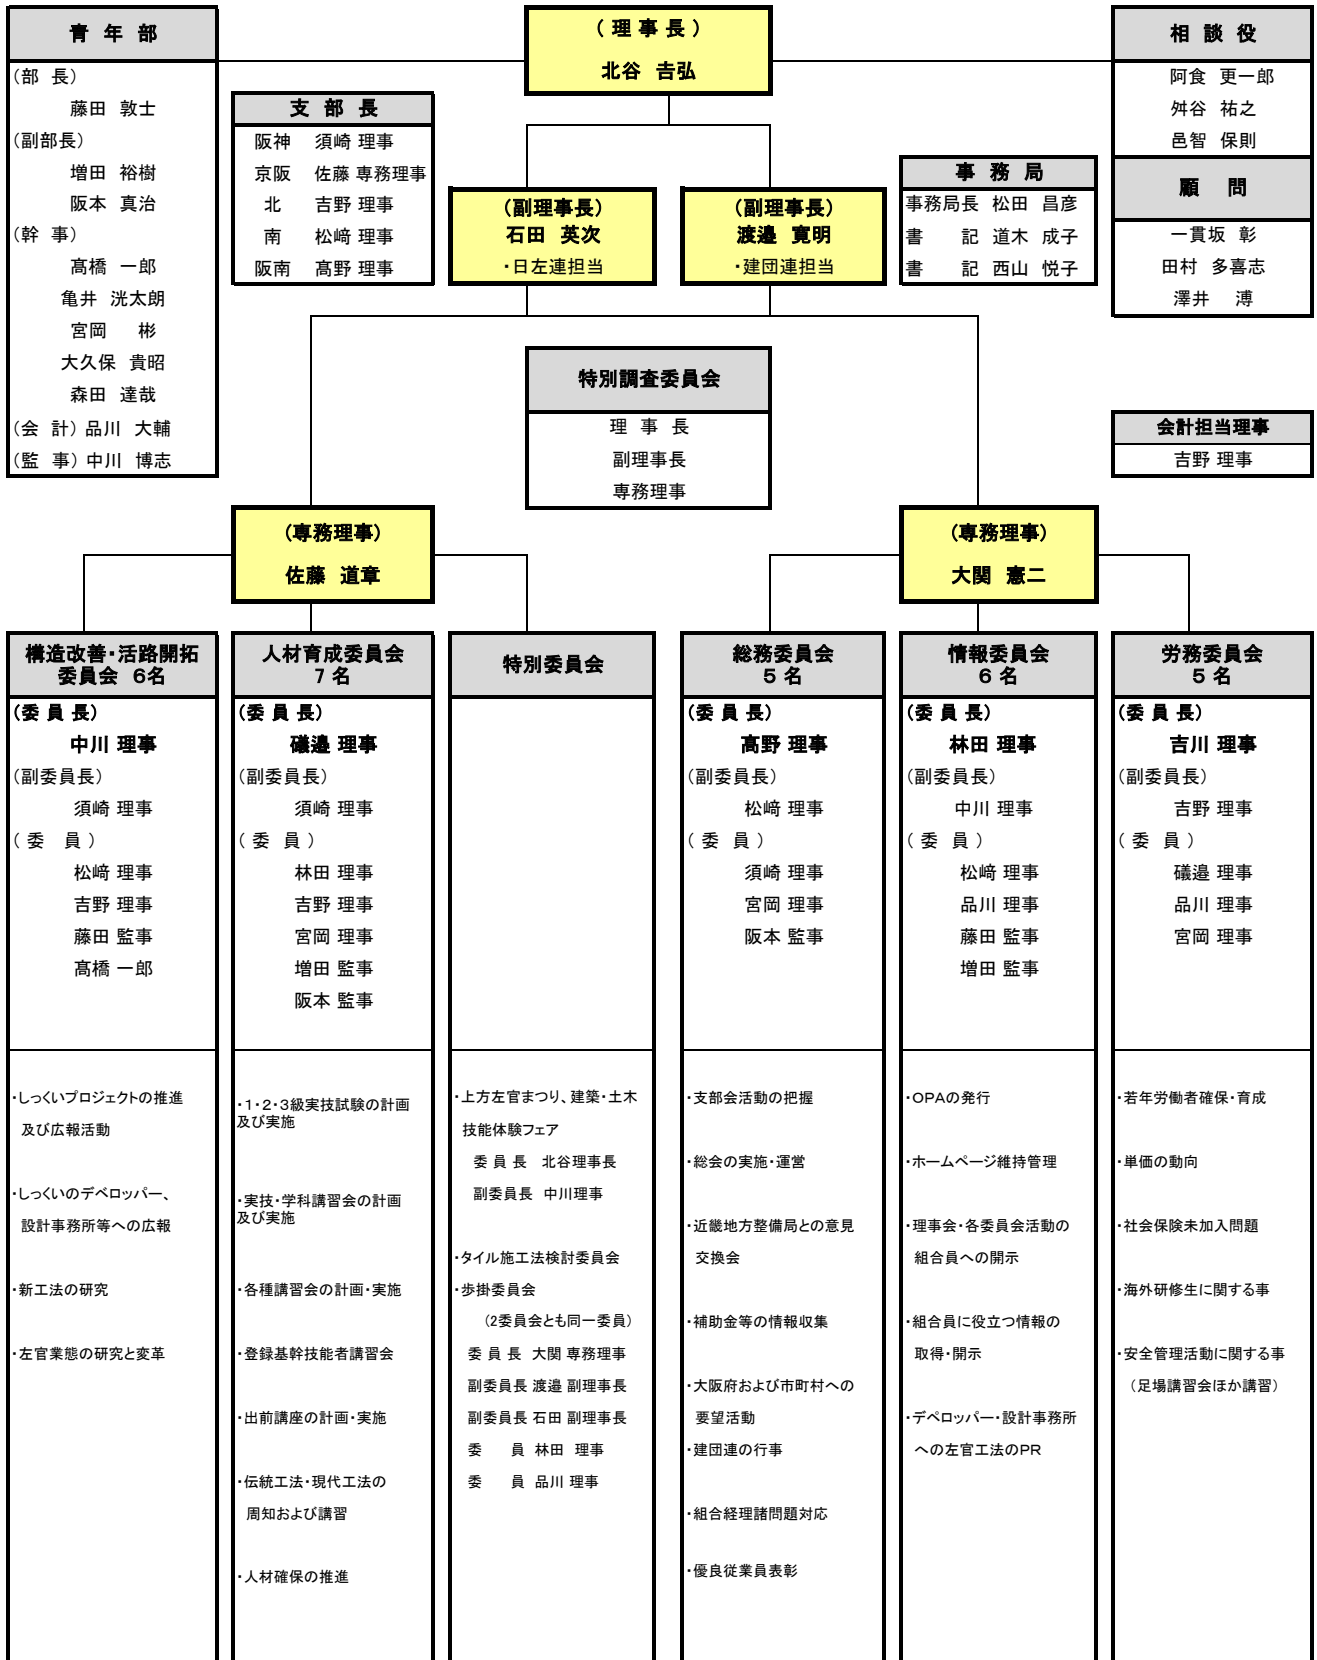 青 年 部
(部 長)
藤田 敦士
(副部長)
増田 裕樹
阪本 真治
(幹 事)
髙橋 一郎
亀井 洸太朗
宮岡 彬
大久保 貴昭
森田 達哉
(会 計) 品川 大輔
(監 事) 中川 博志
(理 事 長)
北谷 𠮷弘
相 談 役
阿食 更一郎
舛谷 祐之
邑智 保則
顧 問
一貫坂 彰
田村 多喜志
澤井 溥
支 部 長
阪神 須崎 理事
京阪 佐藤 専務理事
北 吉野 理事
南 松﨑 理事
阪南 髙野 理事
(副理事長)
石田 英次
・日左連担当
(副理事長)
渡邉 寛明
・建団連担当
事 務 局
事務局長 松田 昌彦
書 記 道木 成子
書 記 西山 悦子
特別調査委員会
理 事 長
副理事長
専務理事
会計担当理事
吉野 理事
(専務理事)
佐藤 道章
(専務理事)
大関 憲二
構造改善・活路開拓
委員会 6名
(委 員 長)
中川 理事
(副委員長)
須崎 理事
( 委 員 )
松﨑 理事
吉野 理事
藤田 監事
髙橋 一郎
・しっくいプロジェクトの推進
及び広報活動
・しっくいのデベロッパー、
設計事務所等への広報
・新工法の研究
・左官業態の研究と変革
人材育成委員会
7 名
(委 員 長)
礒邉 理事
(副委員長)
須崎 理事
( 委 員 )
林田 理事
吉野 理事
宮岡 理事
増田 監事
阪本 監事
・1・2・3級実技試験の計画
及び実施
・実技・学科講習会の計画
及び実施
・各種講習会の計画・実施
・登録基幹技能者講習会
・出前講座の計画・実施
・伝統工法・現代工法の
周知および講習
・人材確保の推進
特別委員会
・上方左官まつり、建築・土木
技能体験フェア
委 員 長 北谷理事長
副委員長 中川理事
・タイル施工法検討委員会
・歩掛委員会
(2委員会とも同一委員)
委 員 長 大関 専務理事
副委員長 渡邉 副理事長
副委員長 石田 副理事長
委 員 林田 理事
委 員 品川 理事
総務委員会
5 名
(委 員 長)
髙野 理事
(副委員長)
松﨑 理事
( 委 員 )
須崎 理事
宮岡 理事
阪本 監事
・支部会活動の把握
・総会の実施・運営
・近畿地方整備局との意見
交換会
・補助金等の情報収集
・大阪府および市町村への
要望活動
・建団連の行事
・組合経理諸問題対応
・優良従業員表彰
情報委員会
6 名
(委 員 長)
林田 理事
(副委員長)
中川 理事
( 委 員 )
松﨑 理事
品川 理事
藤田 監事
増田 監事
・OPAの発行
・ホームページ維持管理
・理事会・各委員会活動の
組合員への開示
・組合員に役立つ情報の
取得・開示
・デペロッパー・設計事務所
への左官工法のPR
労務委員会
5 名
(委 員 長)
吉川 理事
(副委員長)
吉野 理事
( 委 員 )
礒邉 理事
品川 理事
宮岡 理事
・若年労働者確保・育成
・単価の動向
・社会保険未加入問題
・海外研修生に関する事
・安全管理活動に関する事
(足場講習会ほか講習)